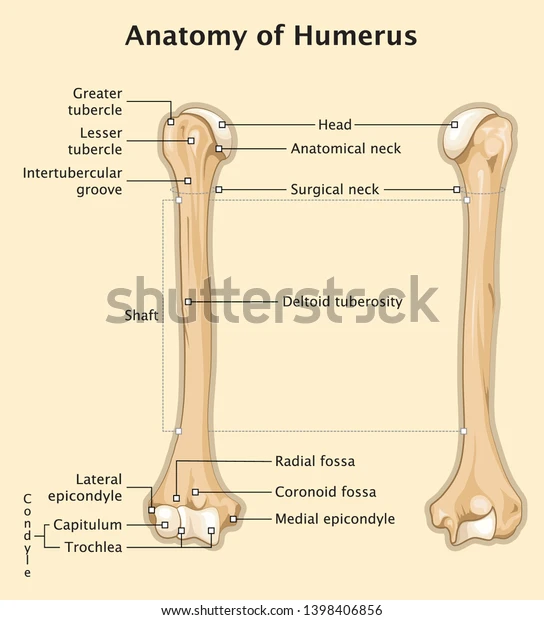 Anatomy of Humerus
Greater
tubercle
Lesser
tubercle
Intertubercular
groove
Head
Anatomical neck
Surgical neck
Shaft
Deltoid tuberosity
shutterstock
Radial fossa
Lateral
epicondyle
Coronoid fossa
Medial epicondyle
Condyle
Capitulum
Trochlea
www.shutterstock.com · 1398406856